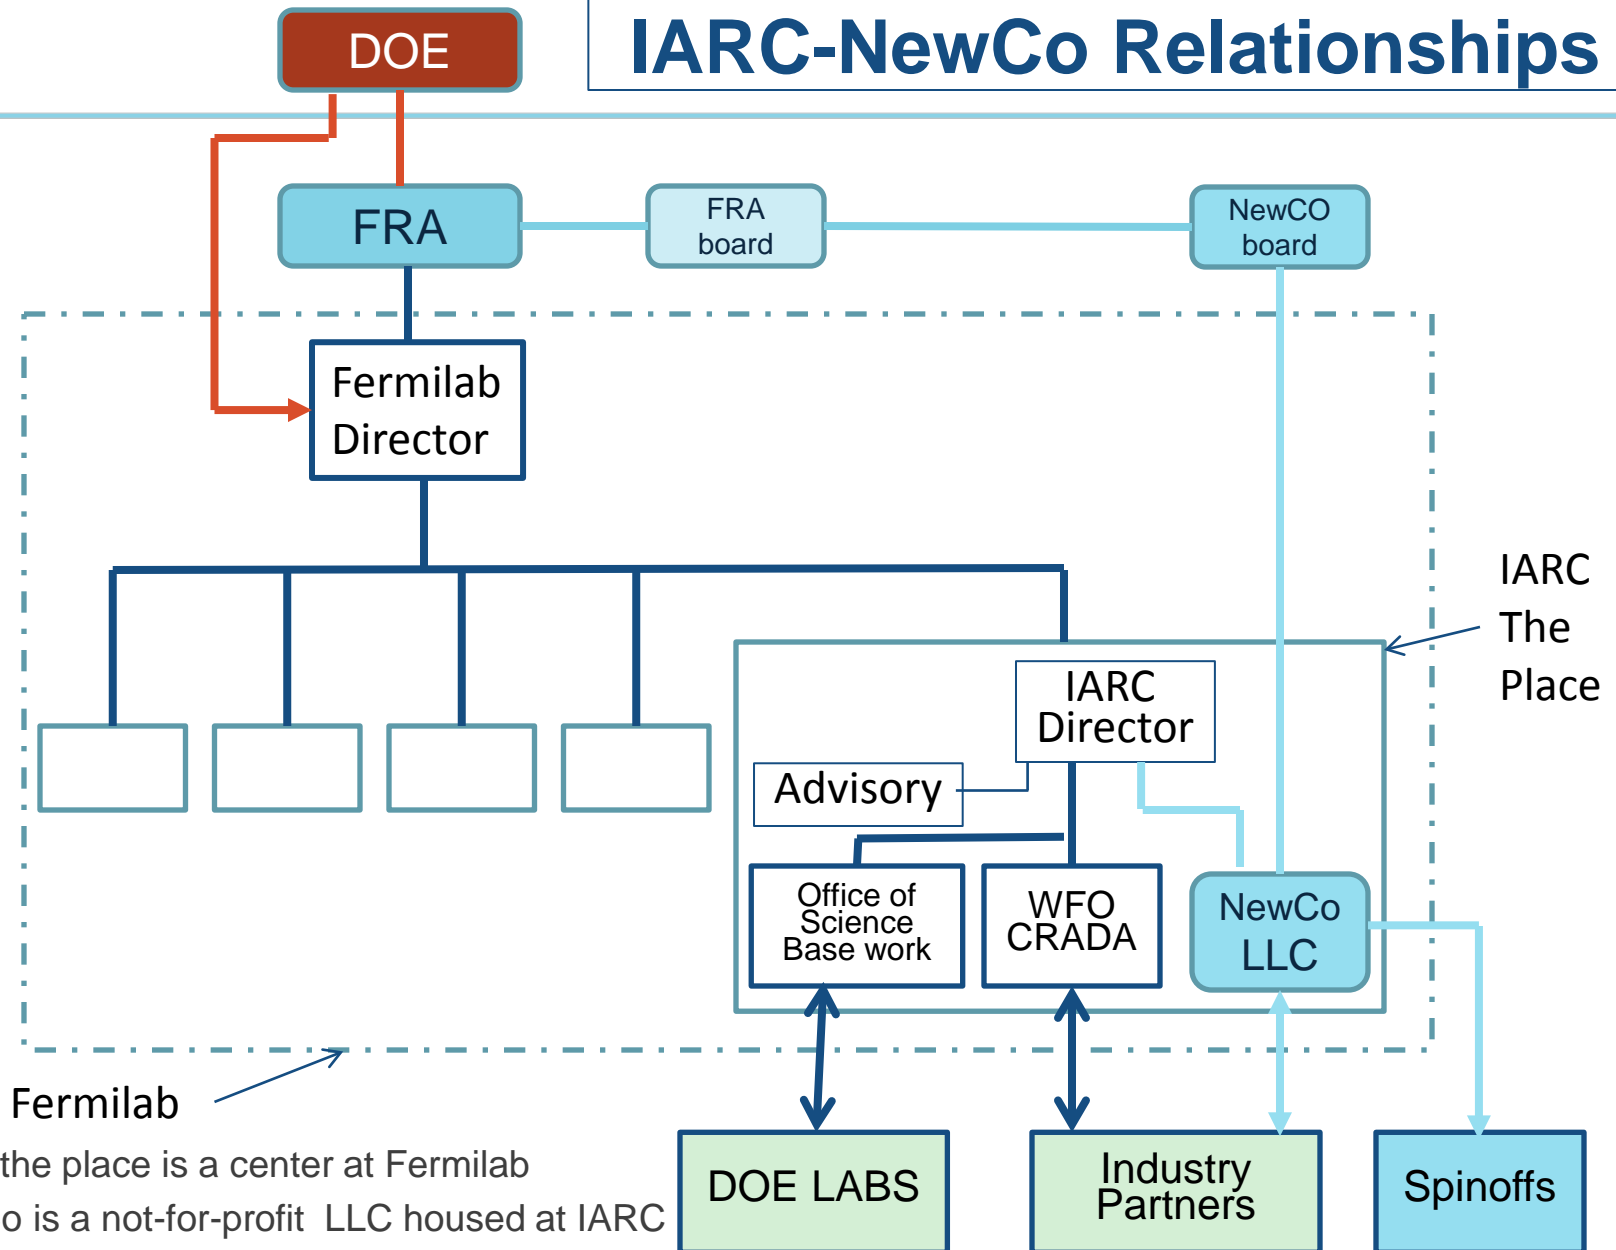 IARC-NewCo Relationships
DOE
FRA
FRA
board
NewCO
board
Fermilab
Director
IARC
The
Place
IARC
Director
Advisory
Office of
Science
Base work
WFO
CRADA
NewCo
LLC
Fermilab
the place is a center at Fermilab
o is a not-for-profit LLC housed at IARC
DOE LABS
Industry
Partners
Spinoffs